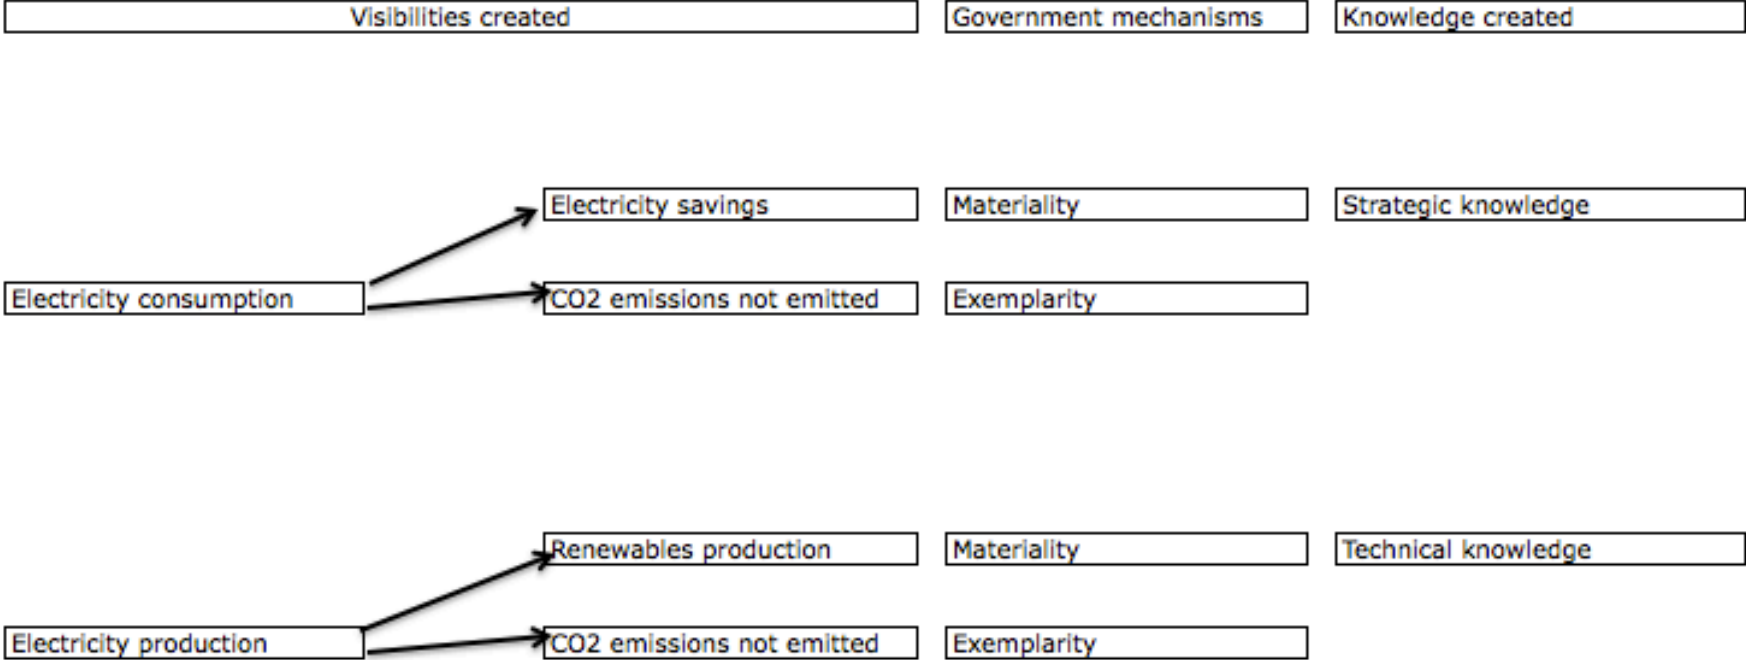 Visibilities created
Government mechanisms
Knowledge created
Electricity savings
Materiality
Strategic knowledge
Electricity consumption
CO2 emissions not emitted
Exemplarity
Renewables production
Materiality
Technical knowledge
Electricity production
CO2 emissions not emitted
Exemplarity